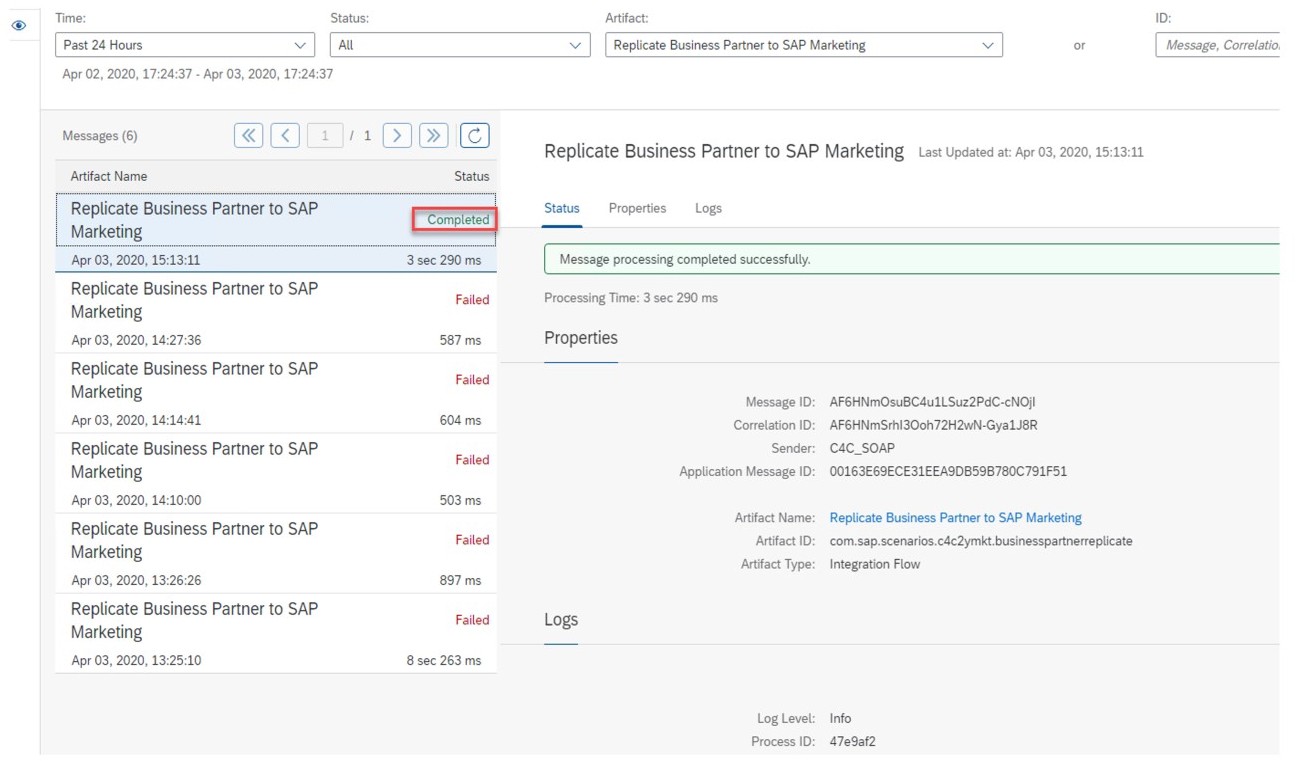 Time:
Status:
Artifact:
ID:
Past 24 Hours
All
Replicate Business Partner to SAP Marketing
or
Message, Correlatio
Apr 02, 2020, 17:24:37 - Apr 03, 2020, 17:24:37
Messages (6)
1 / 1
Artifact Name
Status
Replicate Business Partner to SAP
Marketing
Completed
Apr 03, 2020, 15:13:11
3 sec 290 ms
Replicate Business Partner to SAP
Marketing
Failed
Apr 03, 2020, 14:27:36
587 ms
Replicate Business Partner to SAP
Marketing
Failed
Apr 03, 2020, 14:14:41
604 ms
Replicate Business Partner to SAP
Marketing
Failed
Apr 03, 2020, 14:10:00
503 ms
Replicate Business Partner to SAP
Marketing
Failed
Apr 03, 2020, 13:26:26
897 ms
Replicate Business Partner to SAP
Marketing
Failed
Apr 03, 2020, 13:25:10
8 sec 263 ms
Replicate Business Partner to SAP Marketing
Last Updated at: Apr 03, 2020, 15:13:11
Status
Properties
Logs
Message processing completed successfully.
Processing Time: 3 sec 290 ms
Properties
Message ID: AF6HNmOsuBC4u1LSuz2PdC-cNOjI
Correlation ID: AF6HNmSrhI3Ooh72H2wN-Gya1J8R
Sender: C4C_SOAP
Application Message ID: 00163E69ECE31EEA9DB59B780C791F51
Artifact Name: Replicate Business Partner to SAP Marketing
Artifact ID: com.sap.scenarios.c4c2ymkt.businesspartnerreplicate
Artifact Type: Integration Flow
Logs
Log Level: Info
Process ID: 47e9af2